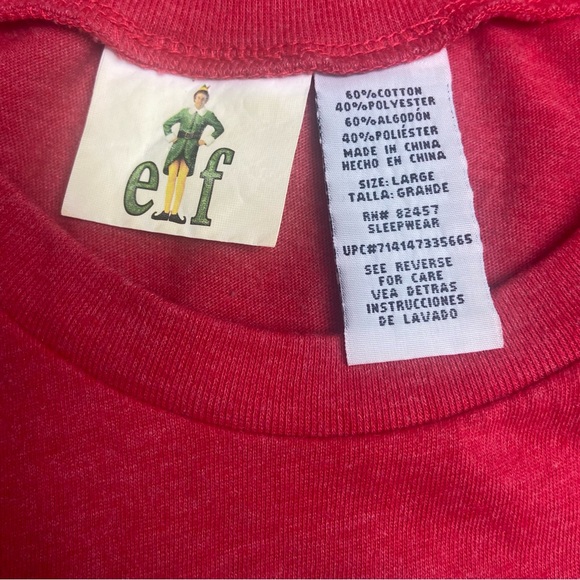 elf
60%COTTON
40%POLYESTER
60%ALGODÓN
40%POLIÉSTER
MADE IN CHINA
HECHO EN CHINA
SIZE: LARGE
TALLA: GRANDE
RN# 82457
SLEEPWEAR
UPC#714147335665
SEE REVERSE
FOR CARE
VEA DETRAS
INSTRUCCIONES
DE LAVADO